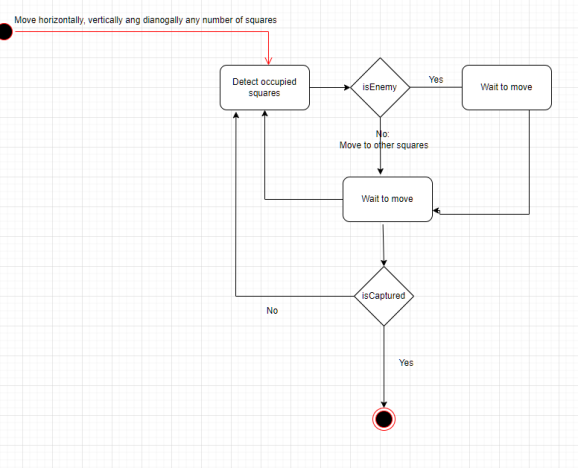 Move horizontally, vertically ang dianogally any number of squares
Detect occupied
squares
isEnemy
Yes
Wait to move
No:
Move to other squares
Wait to move
isCaptured
No
Yes